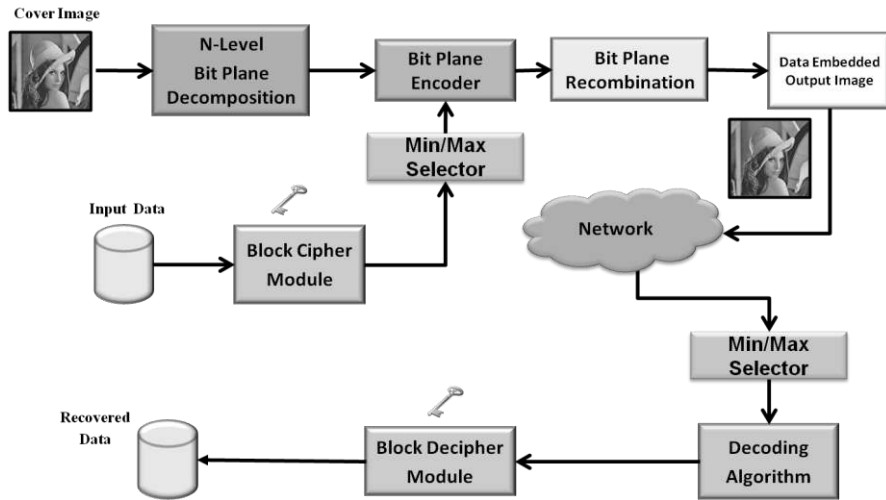 Cover Image
N-Level
Bit Plane
Decomposition
Bit Plane
Encoder
Bit Plane
Recombination
Data Embedded
Output Image
Min/Max
Selector
Input Data
Block Cipher
Module
Network
Min/Max
Selector
Recovered
Data
Block Decipher
Module
Decoding
Algorithm